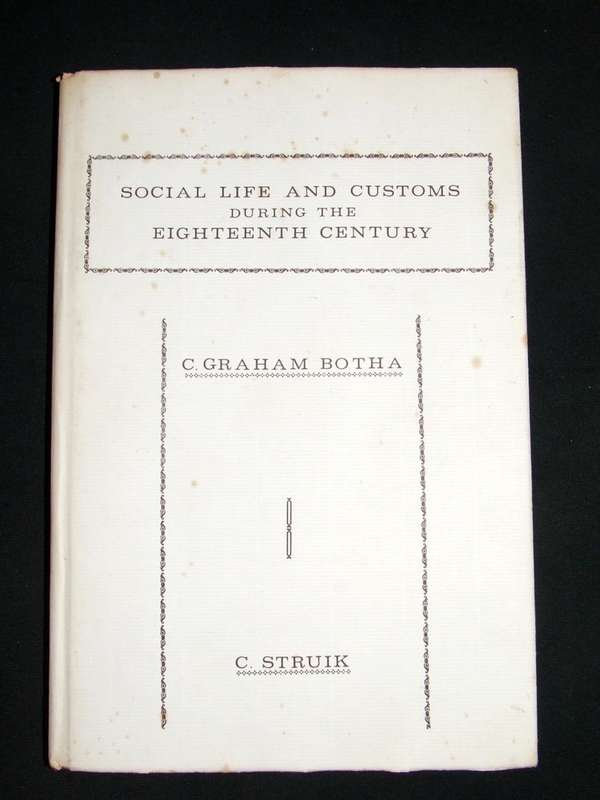 SOCIAL LIFE AND CUSTOMS
DURING THE
EIGHTEENTH CENTURY
C. GRAHAM BOTHA
C. STRUIK